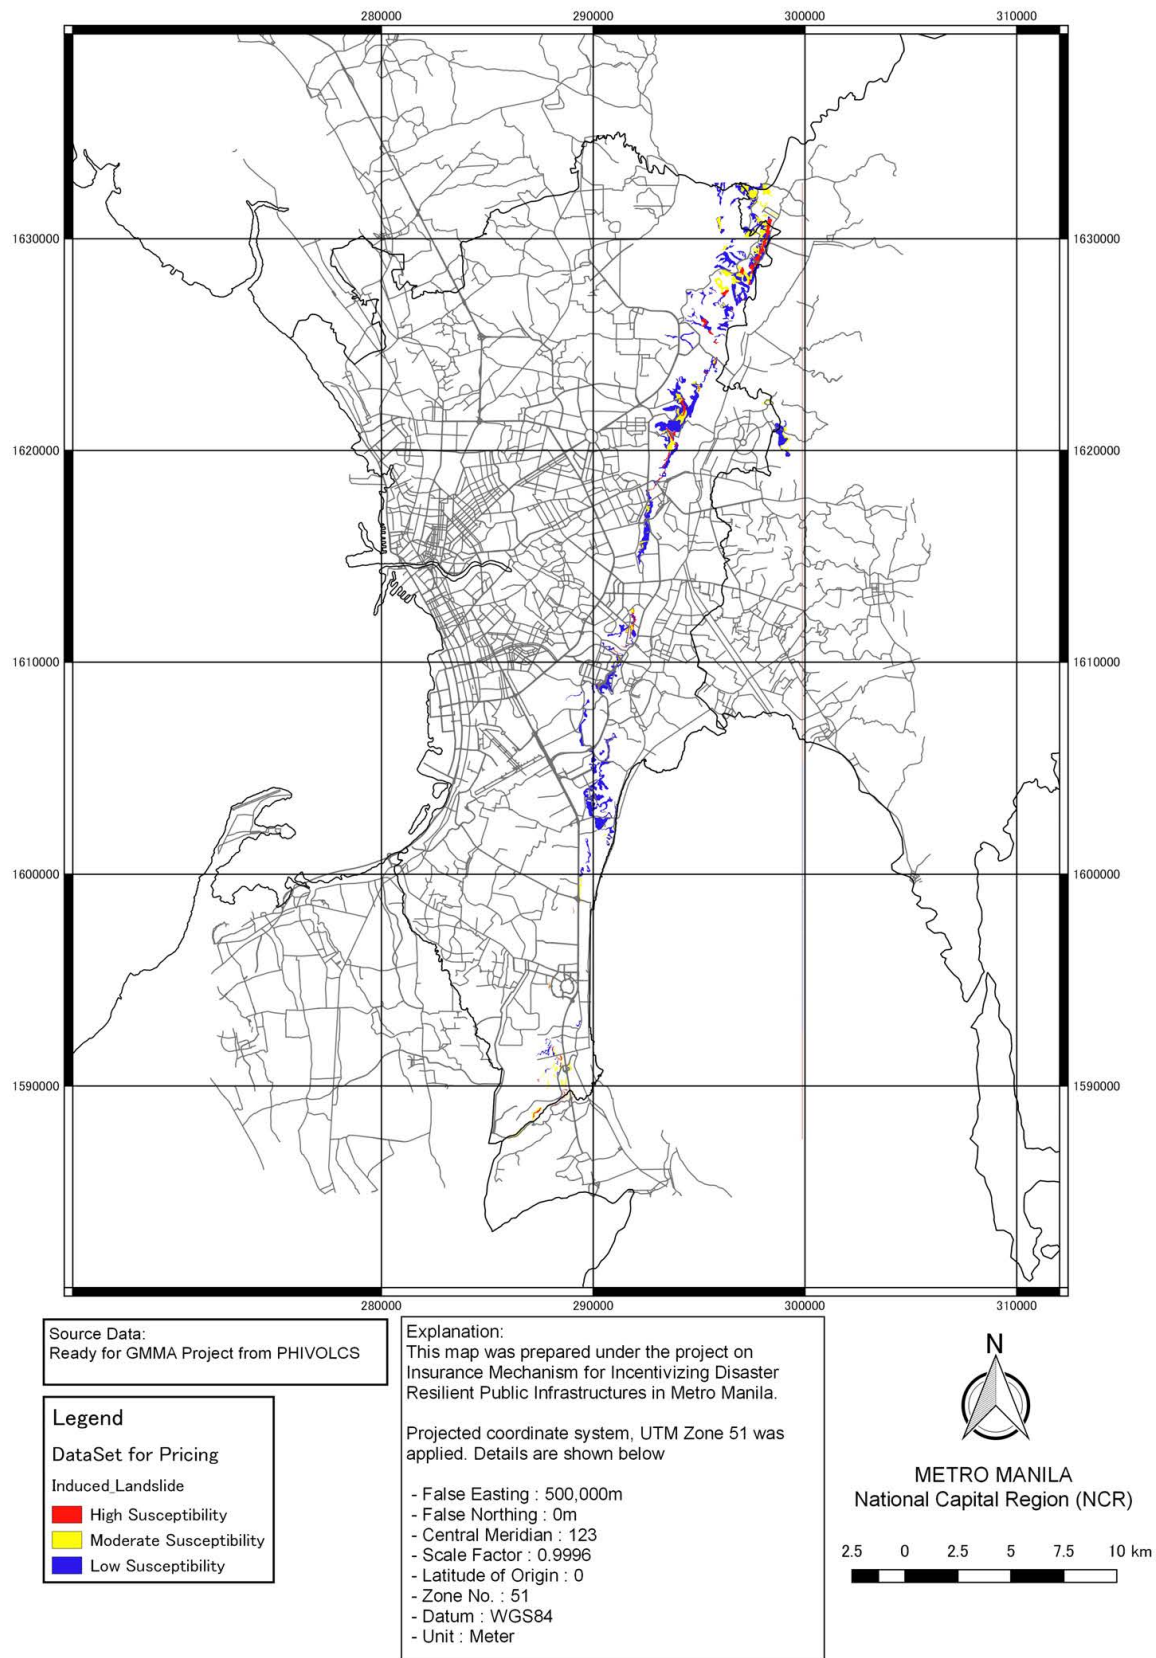 280000 290000 300000 310000
1630000 1630000
1620000 1620000
1610000 1610000
1600000 1600000
1590000 1590000
280000 290000 300000 310000
Source Data:
Ready for GMMA Project from PHIVOLCS
Legend
DataSet for Pricing
Induced_Landslide
High Susceptibility
Moderate Susceptibility
Low Susceptibility
Explanation:
This map was prepared under the project on
Insurance Mechanism for Incentivizing Disaster
Resilient Public Infrastructures in Metro Manila.
Projected coordinate system, UTM Zone 51 was
applied. Details are shown below
- False Easting : 500,000m
- False Northing : 0m
- Central Meridian : 123
- Scale Factor : 0.9996
- Latitude of Origin : 0
- Zone No. : 51
- Datum : WGS84
- Unit : Meter
N
METRO MANILA
National Capital Region (NCR)
2.5 0 2.5 5 7.5 10 km